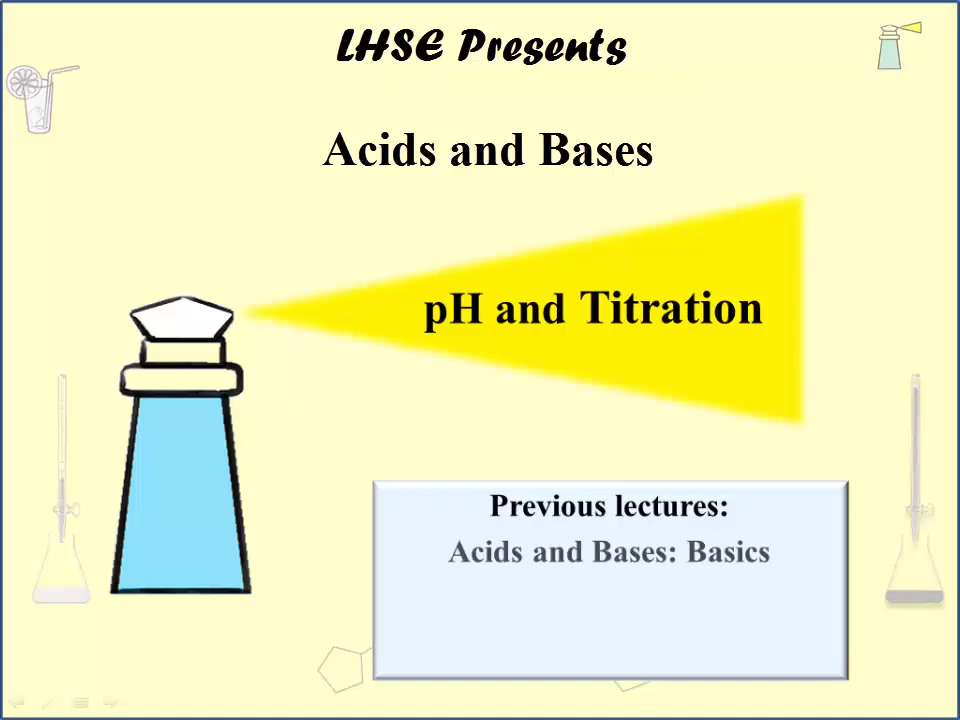 LHSE Presents
Acids and Bases
pH and Titration
Previous lectures:
Acids and Bases: Basics